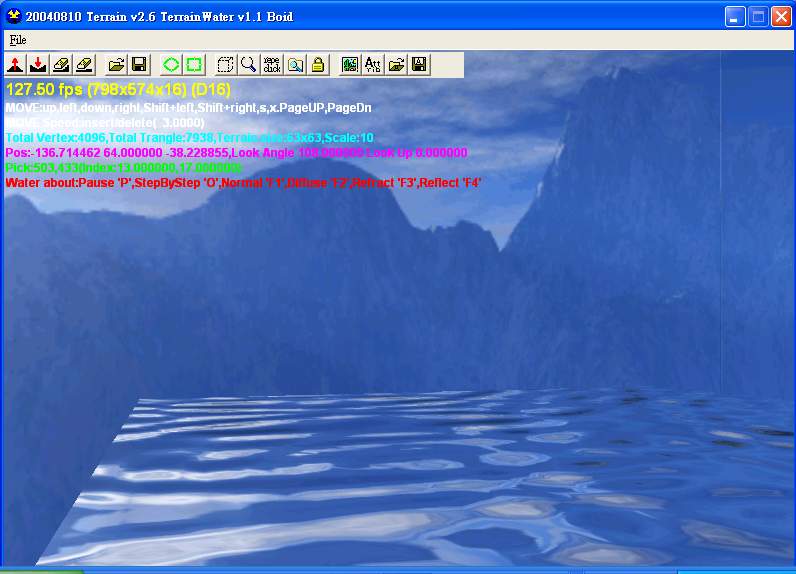 20040810 Terrain v2.6 TerrainWater v1.1 Boid
File
127.50 fps (798x574x16) (D16)
MOVE:up.left,down,right,Shift+left,Shift+right,s,x.PageUP,PageDn
MOVE Speed:insert/delete( 3.0000)
Total Vertex:4096,Total Trangle:7938,Terrain size:63x63,Scale:10
Pos:-136.714462 64.000000 -38.228855,Look Angle 108.000000 Look Up 0.000000
Pick:503,433(Index:13.000000,17.000000)
Water about:Pause 'P',StepByStep 'O',Normal 'F1',Diffuse 'F2',Refract 'F3',Reflect 'F4'